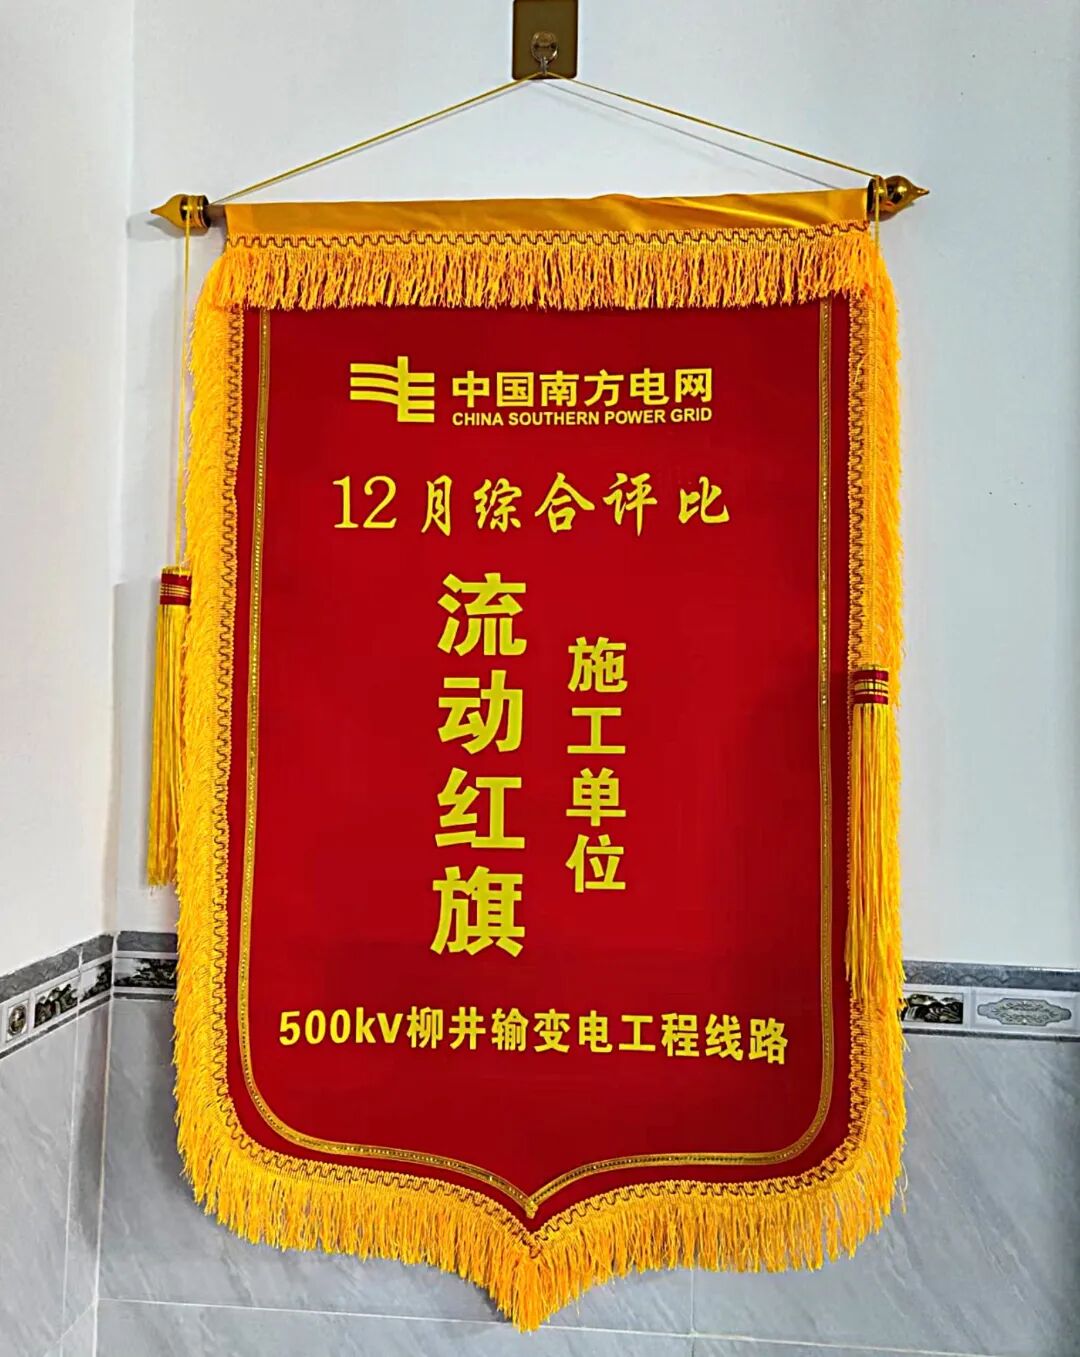 中国南方电网
CHINA SOUTHERN POWER GRID
12月综合评比
流动红旗
施工单位
500kV柳井输变电工程线路